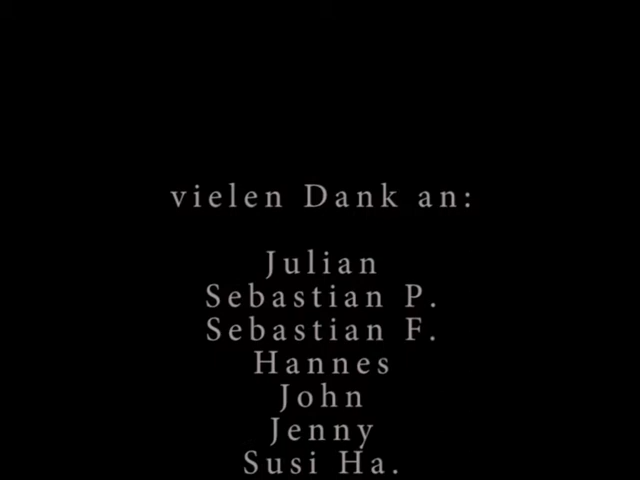 vielen Dank an:
Julian
Sebastian P.
Sebastian F.
Hannes
John
Jenny
Susi Ha.